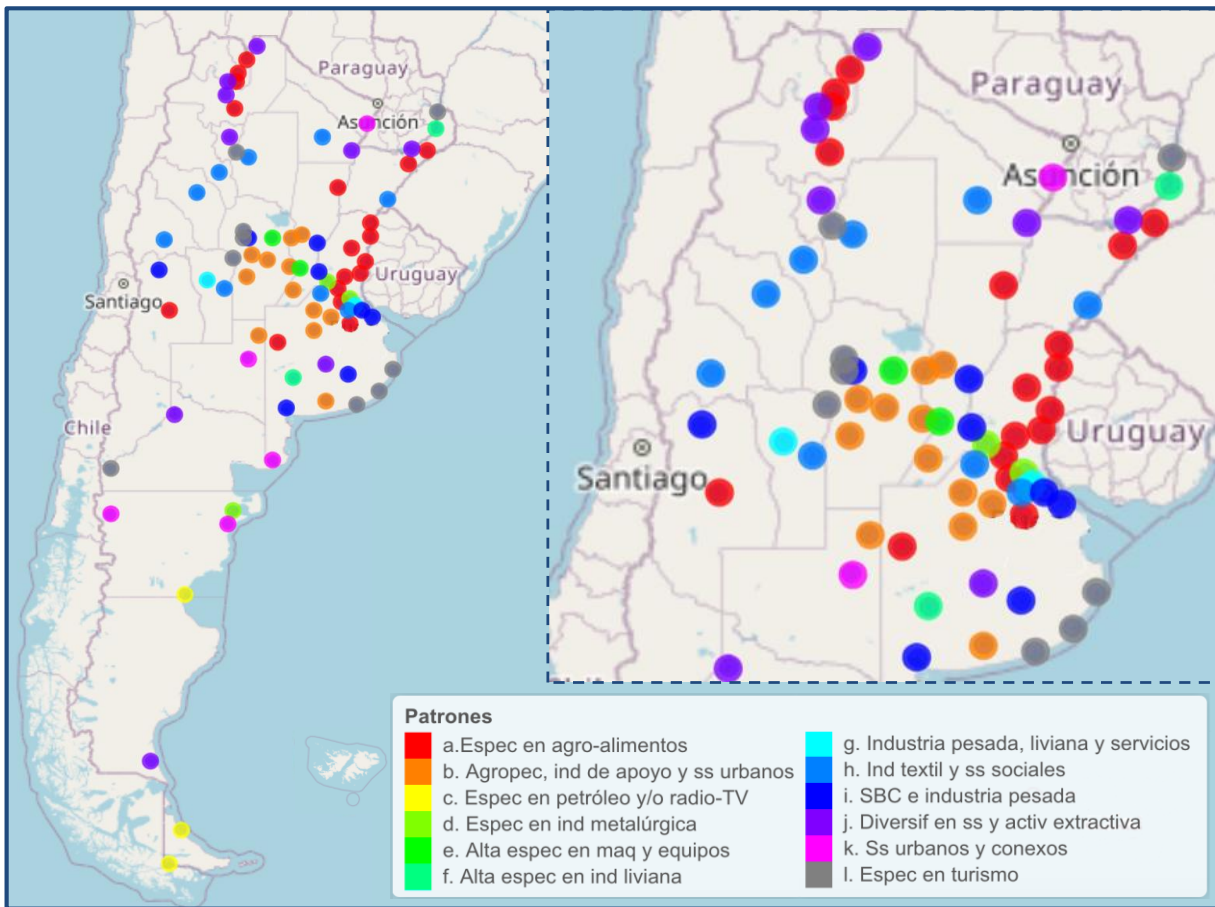 Paraguay
Asunción
Uruguay
Santiago
Chile
Paraguay
Asunción
Uruguay
Santiago
Patrones
a.Espec en agro-alimentos
b. Agropec, ind de apoyo y ss urbanos
c. Espec en petróleo y/o radio-TV
d. Espec en ind metalúrgica
e. Alta espec en maq y equipos
f. Alta espec en ind liviana
g. Industria pesada, liviana y servicios
h. Ind textil y ss sociales
i. SBC e industria pesada
j. Diversif en ss y activ extractiva
k. Ss urbanos y conexos
l. Espec en turismo